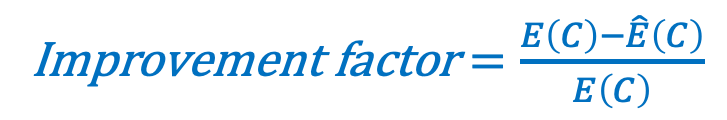 Improvement factor = E(C)−Ê(C) / E(C)